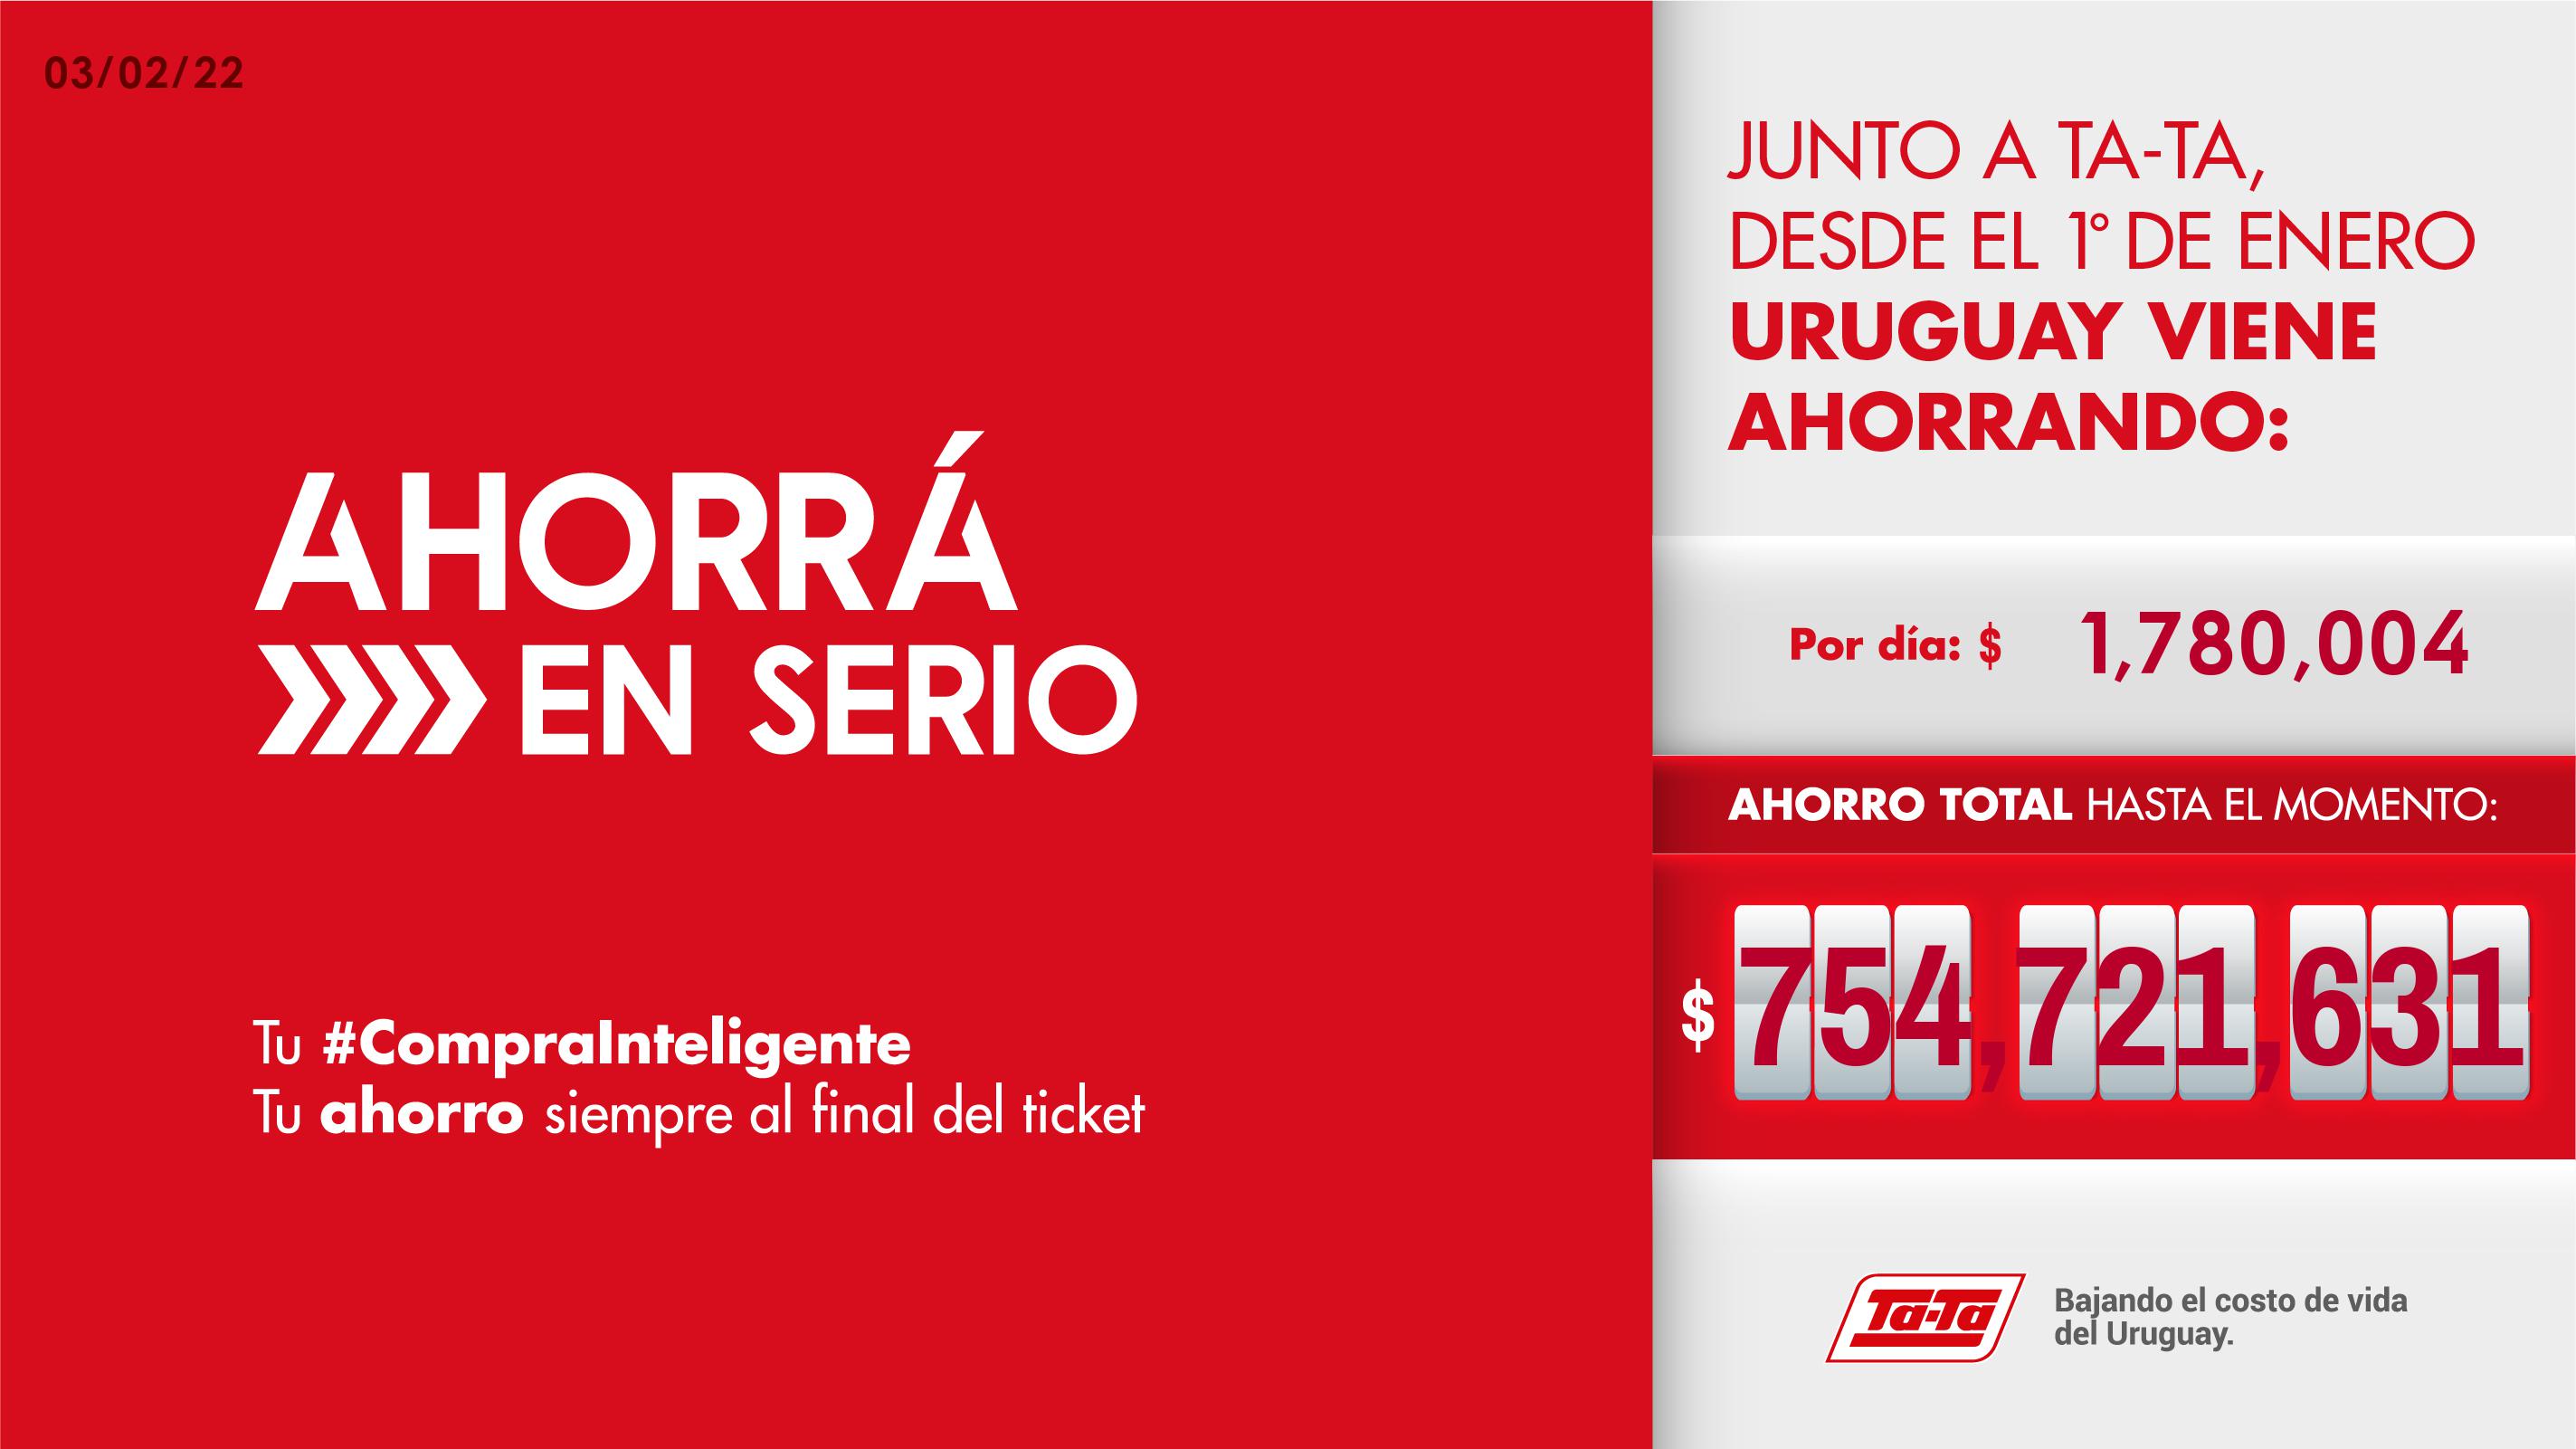 03/02/22
AHORRÁ
EN SERIO
Tu #CompraInteligente
Tu ahorro siempre al final del ticket
JUNTO A TA-TA,
DESDE EL 1° DE ENERO
URUGUAY VIENE
AHORRANDO:
Por día: $ 1,780,004
AHORRO TOTAL HASTA EL MOMENTO:
$ 754,721,631
Ta-Ta
Bajando el costo de vida
del Uruguay.